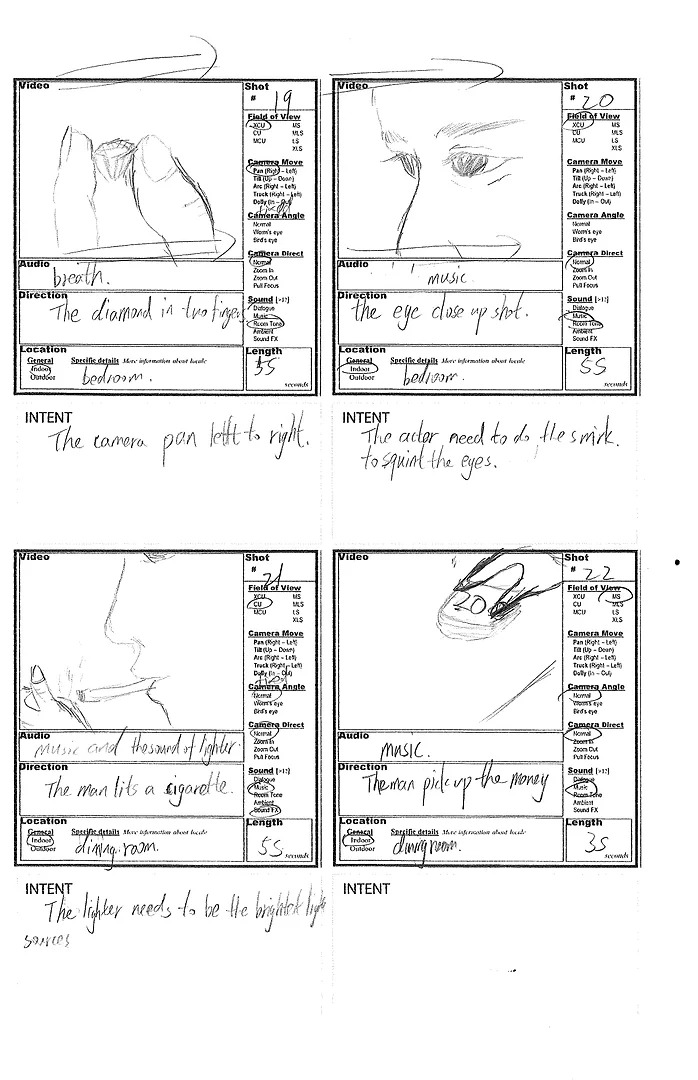 Video
Shot
# 19
Field of View
XCU MS
CU MLS
MCU LS
XLS
Camera Move
Pan (Right – Left)
Tilt (Up – Down)
Arc (Right – Left)
Truck (Right – Left)
Dolly (In – Out)
fixed
Camera Angle
Normal
Worm's eye
Bird's eye
Camera Direct
Normal
Zoom In
Zoom Out
Pull Focus
Audio
breath.
Direction
The diamond in two fingers
Sound [>12]
Dialogue
Music
Room Tone
Ambient
Sound FX
Location
General Specific details More information about locale
Indoor
Outdoor
bedroom.
Length
5S
seconds
INTENT
The camera pan letft to right.
Video
Shot
# 20
Field of View
XCU MS
CU MLS
MCU LS
XLS
Camera Move
Pan (Right – Left)
Tilt (Up – Down)
Arc (Right – Left)
Truck (Right – Left)
Dolly (In – Out)
Camera Angle
Normal
Worm's eye
Bird's eye
Camera Direct
Normal
Zoom In
Zoom Out
Pull Focus
Audio
music.
Direction
the eye close up shot.
Sound [>12]
Dialogue
Music
Room Tone
Ambient
Sound FX
Location
General Specific details More information about locale
Indoor
Outdoor
bedroom.
Length
5S
seconds
INTENT
The actor need to do the smirk.
to squint the eyes.
Video
Shot
# 21
Field of View
XCU MS
CU MLS
MCU LS
XLS
Camera Move
Pan (Right – Left)
Tilt (Up – Down)
Arc (Right – Left)
Truck (Right – Left)
Dolly (In – Out)
fixed
Camera Angle
Normal
Worm's eye
Bird's eye
Camera Direct
Normal
Zoom In
Zoom Out
Pull Focus
Audio
music and the sound of lighter.
Direction
The man lits a cigarette.
Sound [>12]
Dialogue
Music
Room Tone
Ambient
Sound FX
Location
General Specific details More information about locale
Indoor
Outdoor
dining room.
Length
5S
seconds
INTENT
The lighter needs to be the brightest light
sources
Video
20
Shot
# 22
Field of View
XCU MS
CU MLS
MCU LS
XLS
Camera Move
Pan (Right – Left)
Tilt (Up – Down)
Arc (Right – Left)
Truck (Right – Left)
Dolly (In – Out)
Camera Angle
Normal
Worm's eye
Bird's eye
Camera Direct
Normal
Zoom In
Zoom Out
Pull Focus
Audio
music.
Direction
The man pick up the money
Sound [>12]
Dialogue
Music
Room Tone
Ambient
Sound FX
Location
General Specific details More information about locale
Indoor
Outdoor
dining room.
Length
3S
seconds
INTENT